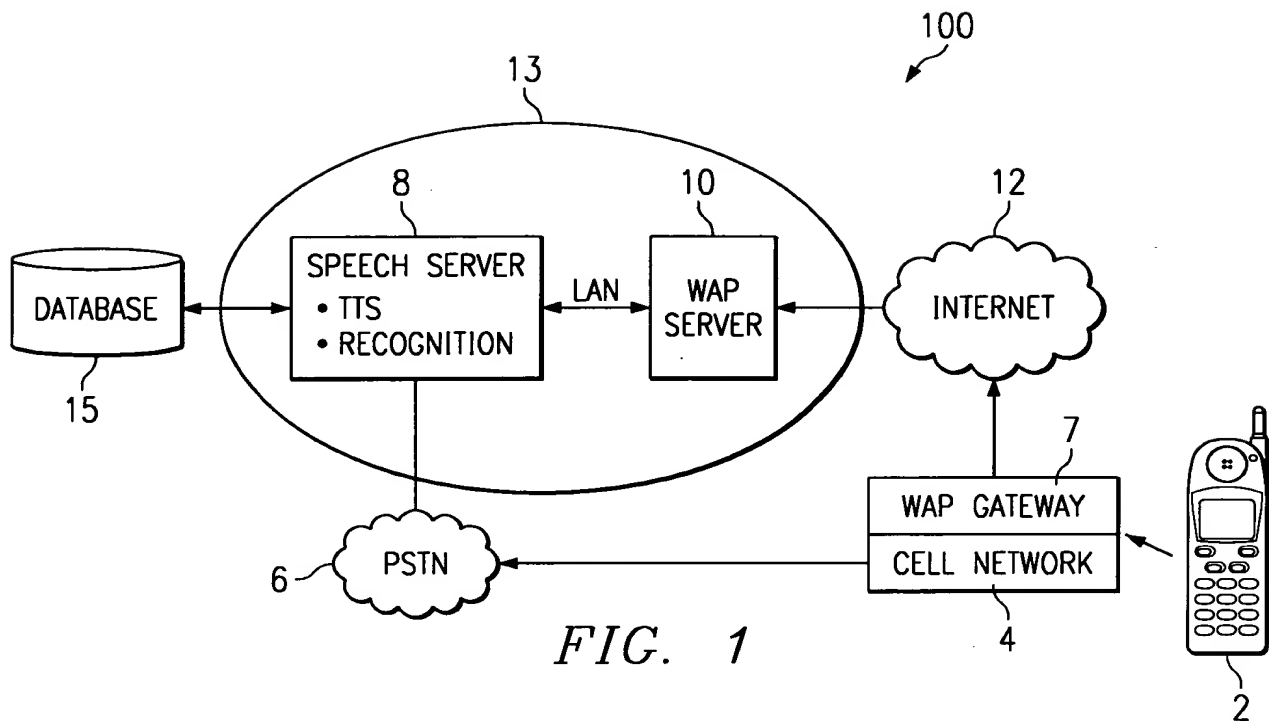 100
13
8
10
12
SPEECH SERVER
• TTS
• RECOGNITION
LAN
WAP
SERVER
INTERNET
DATABASE
15
7
WAP GATEWAY
CELL NETWORK
4
PSTN
6
2
FIG. 1